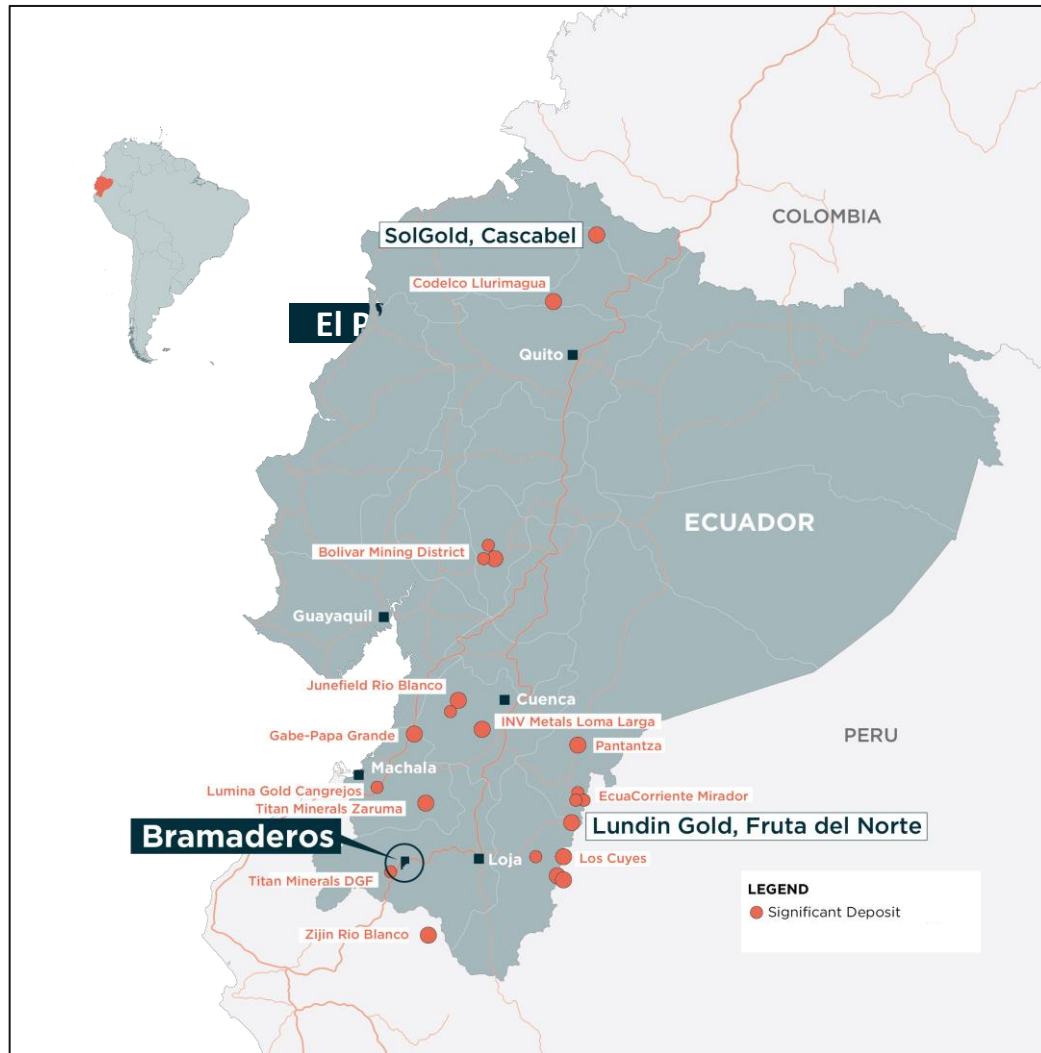 COLOMBIA
SolGold, Cascabel
Codelco Llurimagua
El P
Quito
ECUADOR
Bolivar Mining District
Guayaquil
Junefield Rio Blanco
Cuenca
INV Metals Loma Larga
Gabe-Papa Grande
PERU
Pantantza
Machala
Lumina Gold Cangrejos
EcuaCorriente Mirador
Titan Minerals Zaruma
Lundin Gold, Fruta del Norte
Bramaderos
Loja
Los Cuyes
Titan Minerals DGF
LEGEND
Significant Deposit
Zijin Rio Blanco